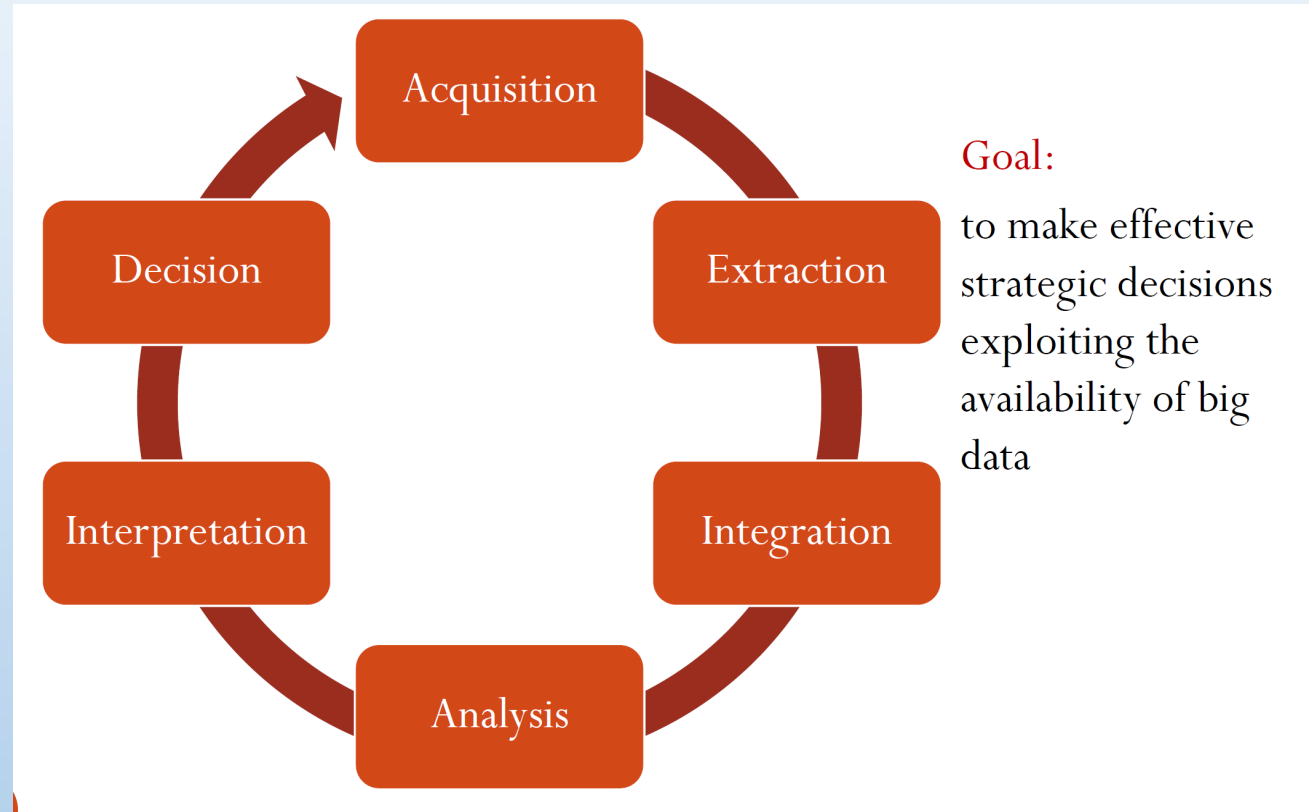 Acquisition
Extraction
Integration
Analysis
Interpretation
Decision
Goal:
to make effective
strategic decisions
exploiting the
availability of big
data